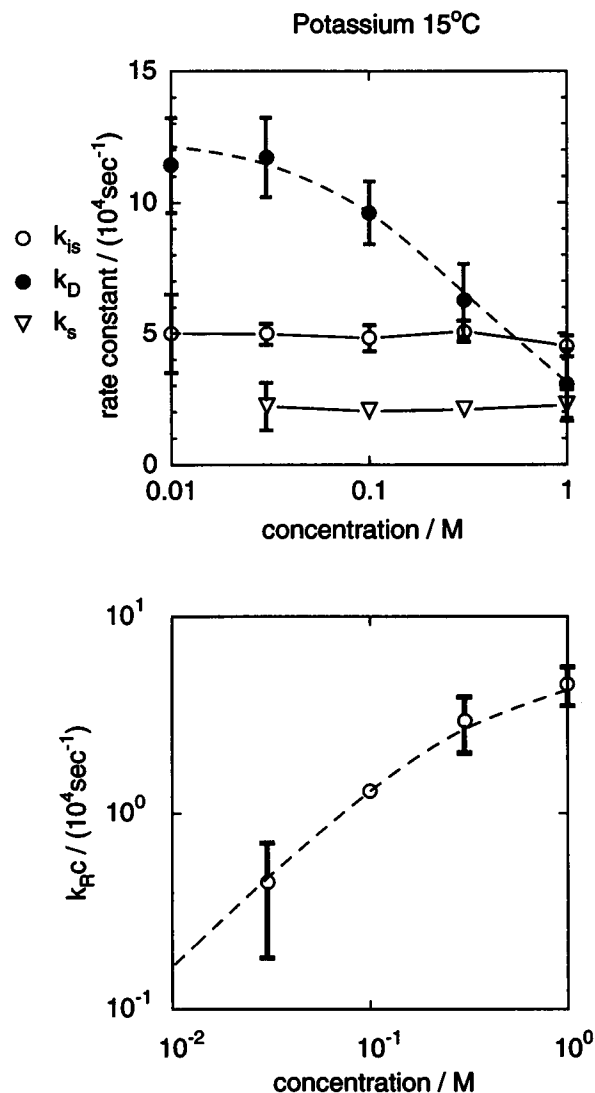 Potassium 15°C
15
10
5
0
rate constant / (10⁴sec⁻¹)
k_is
k_D
k_s
0.01 0.1 1
concentration / M
10¹
10⁰
10⁻¹
k_Rc / (10⁴sec⁻¹)
10⁻² 10⁻¹ 10⁰
concentration / M